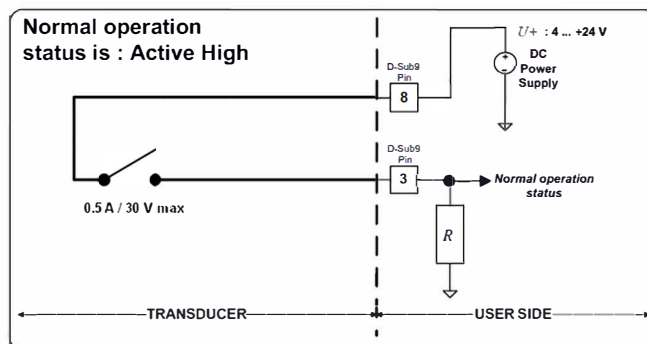 Normal operation
status is : Active High
U+ : 4 ... +24 V
DC
Power
Supply
+
−
D-Sub9
Pin
8
D-Sub9
Pin
3
Normal operation
status
0.5 A / 30 V max
R
TRANSDUCER
USER SIDE